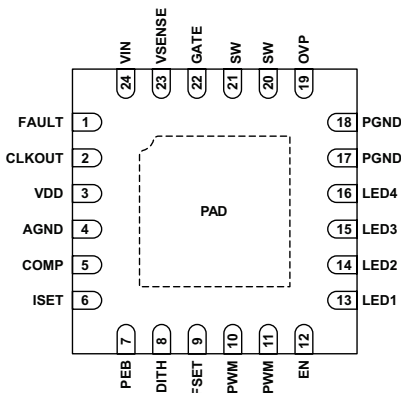 VIN
VSENSE
GATE
SW
SW
OVP
24
23
22
21
20
19
FAULT 1
18 PGND
CLKOUT 2
17 PGND
VDD 3
16 LED4
PAD
AGND 4
15 LED3
COMP 5
14 LED2
ISET 6
13 LED1
7
8
9
10
11
12
PEB
DITH
FSET
PWM
PWM
EN